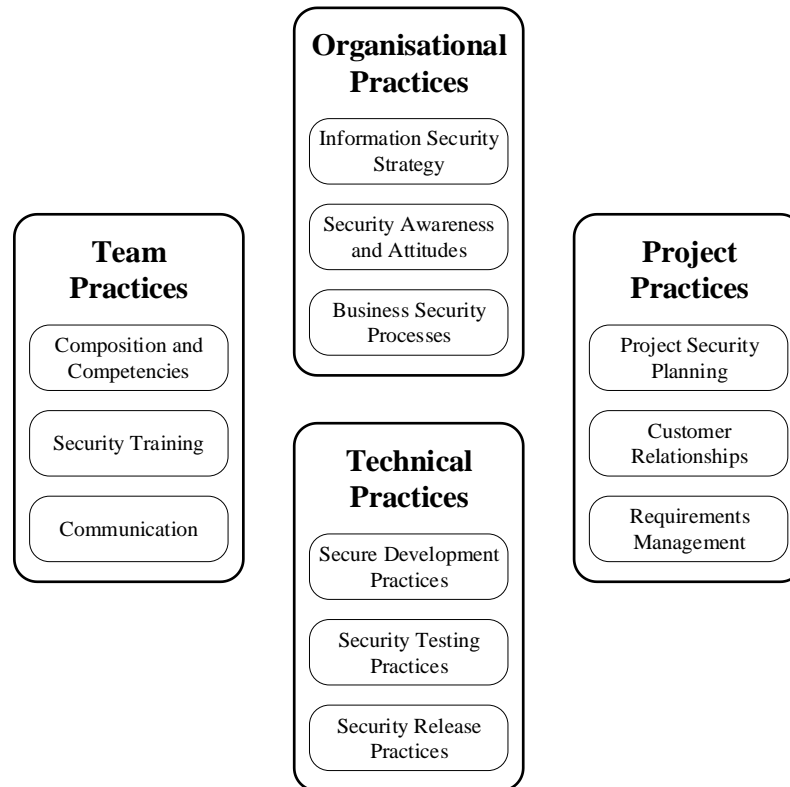 Organisational
Practices
Information Security
Strategy
Security Awareness
and Attitudes
Business Security
Processes
Team
Practices
Composition and
Competencies
Security Training
Communication
Project
Practices
Project Security
Planning
Customer
Relationships
Requirements
Management
Technical
Practices
Secure Development
Practices
Security Testing
Practices
Security Release
Practices